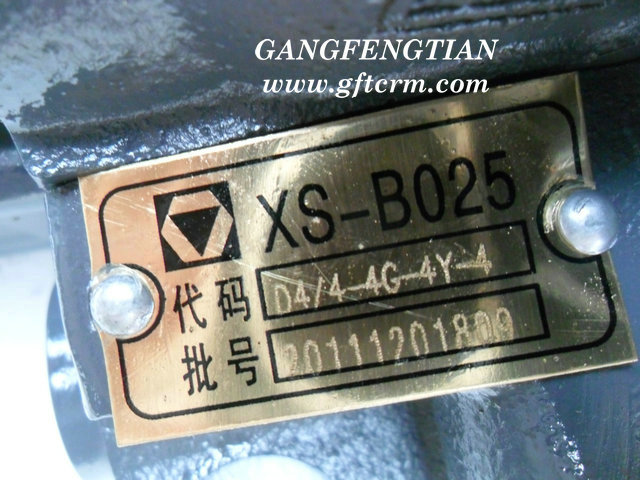 GANGFENGTIAN
www.gftcrm.com
XS-B025
代码 D4/4-4G-4Y-4
批号 20111201809